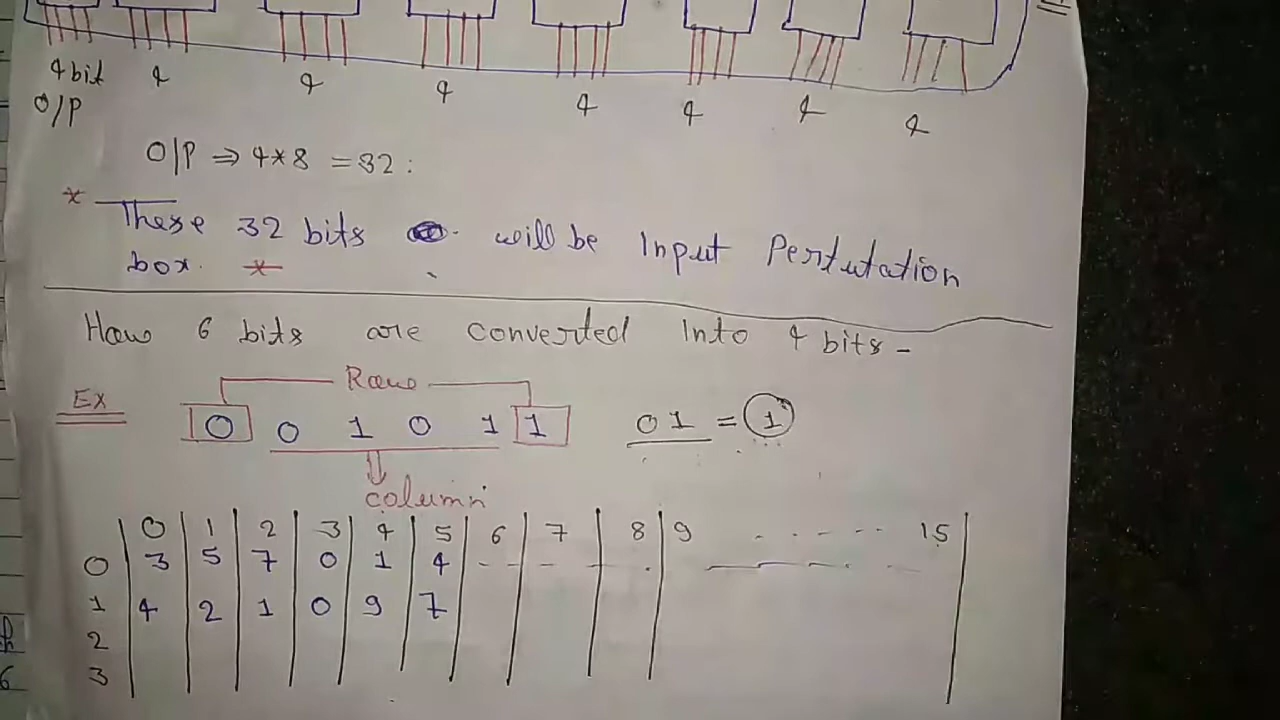 4 bit 4 4 4 4 4 4 4
O/P
O/P ⇒ 4*8 = 32:
* These 32 bits will be Input Pertutation
box. *
How 6 bits are converted Into 4 bits -
Row
Ex 0 0 1 0 1 1 01 = 1
column
0 1 2 3 4 5 6 7 8 9 ------ 15
0 3 5 7 0 1 4 - - - - - .
1 4 2 1 0 9 7
2
3